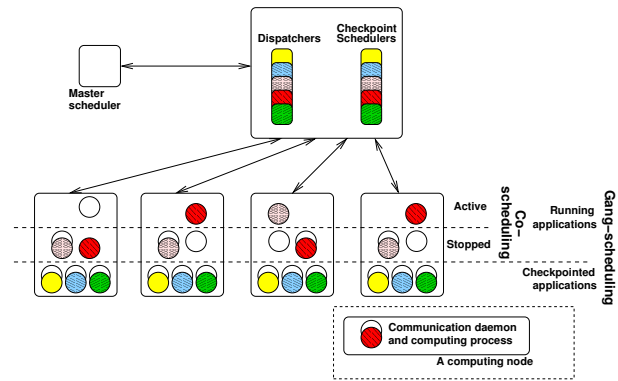 Dispatchers
Checkpoint
Schedulers
Master
scheduler
Active
Stopped
Co-
scheduling
Running
applications
Checkpointed
applications
Gang-scheduling
Communication daemon
and computing process
A computing node